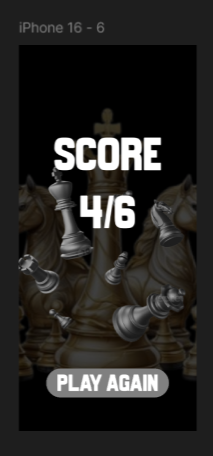 iPhone 16 - 6
SCORE
4/6
PLAY AGAIN